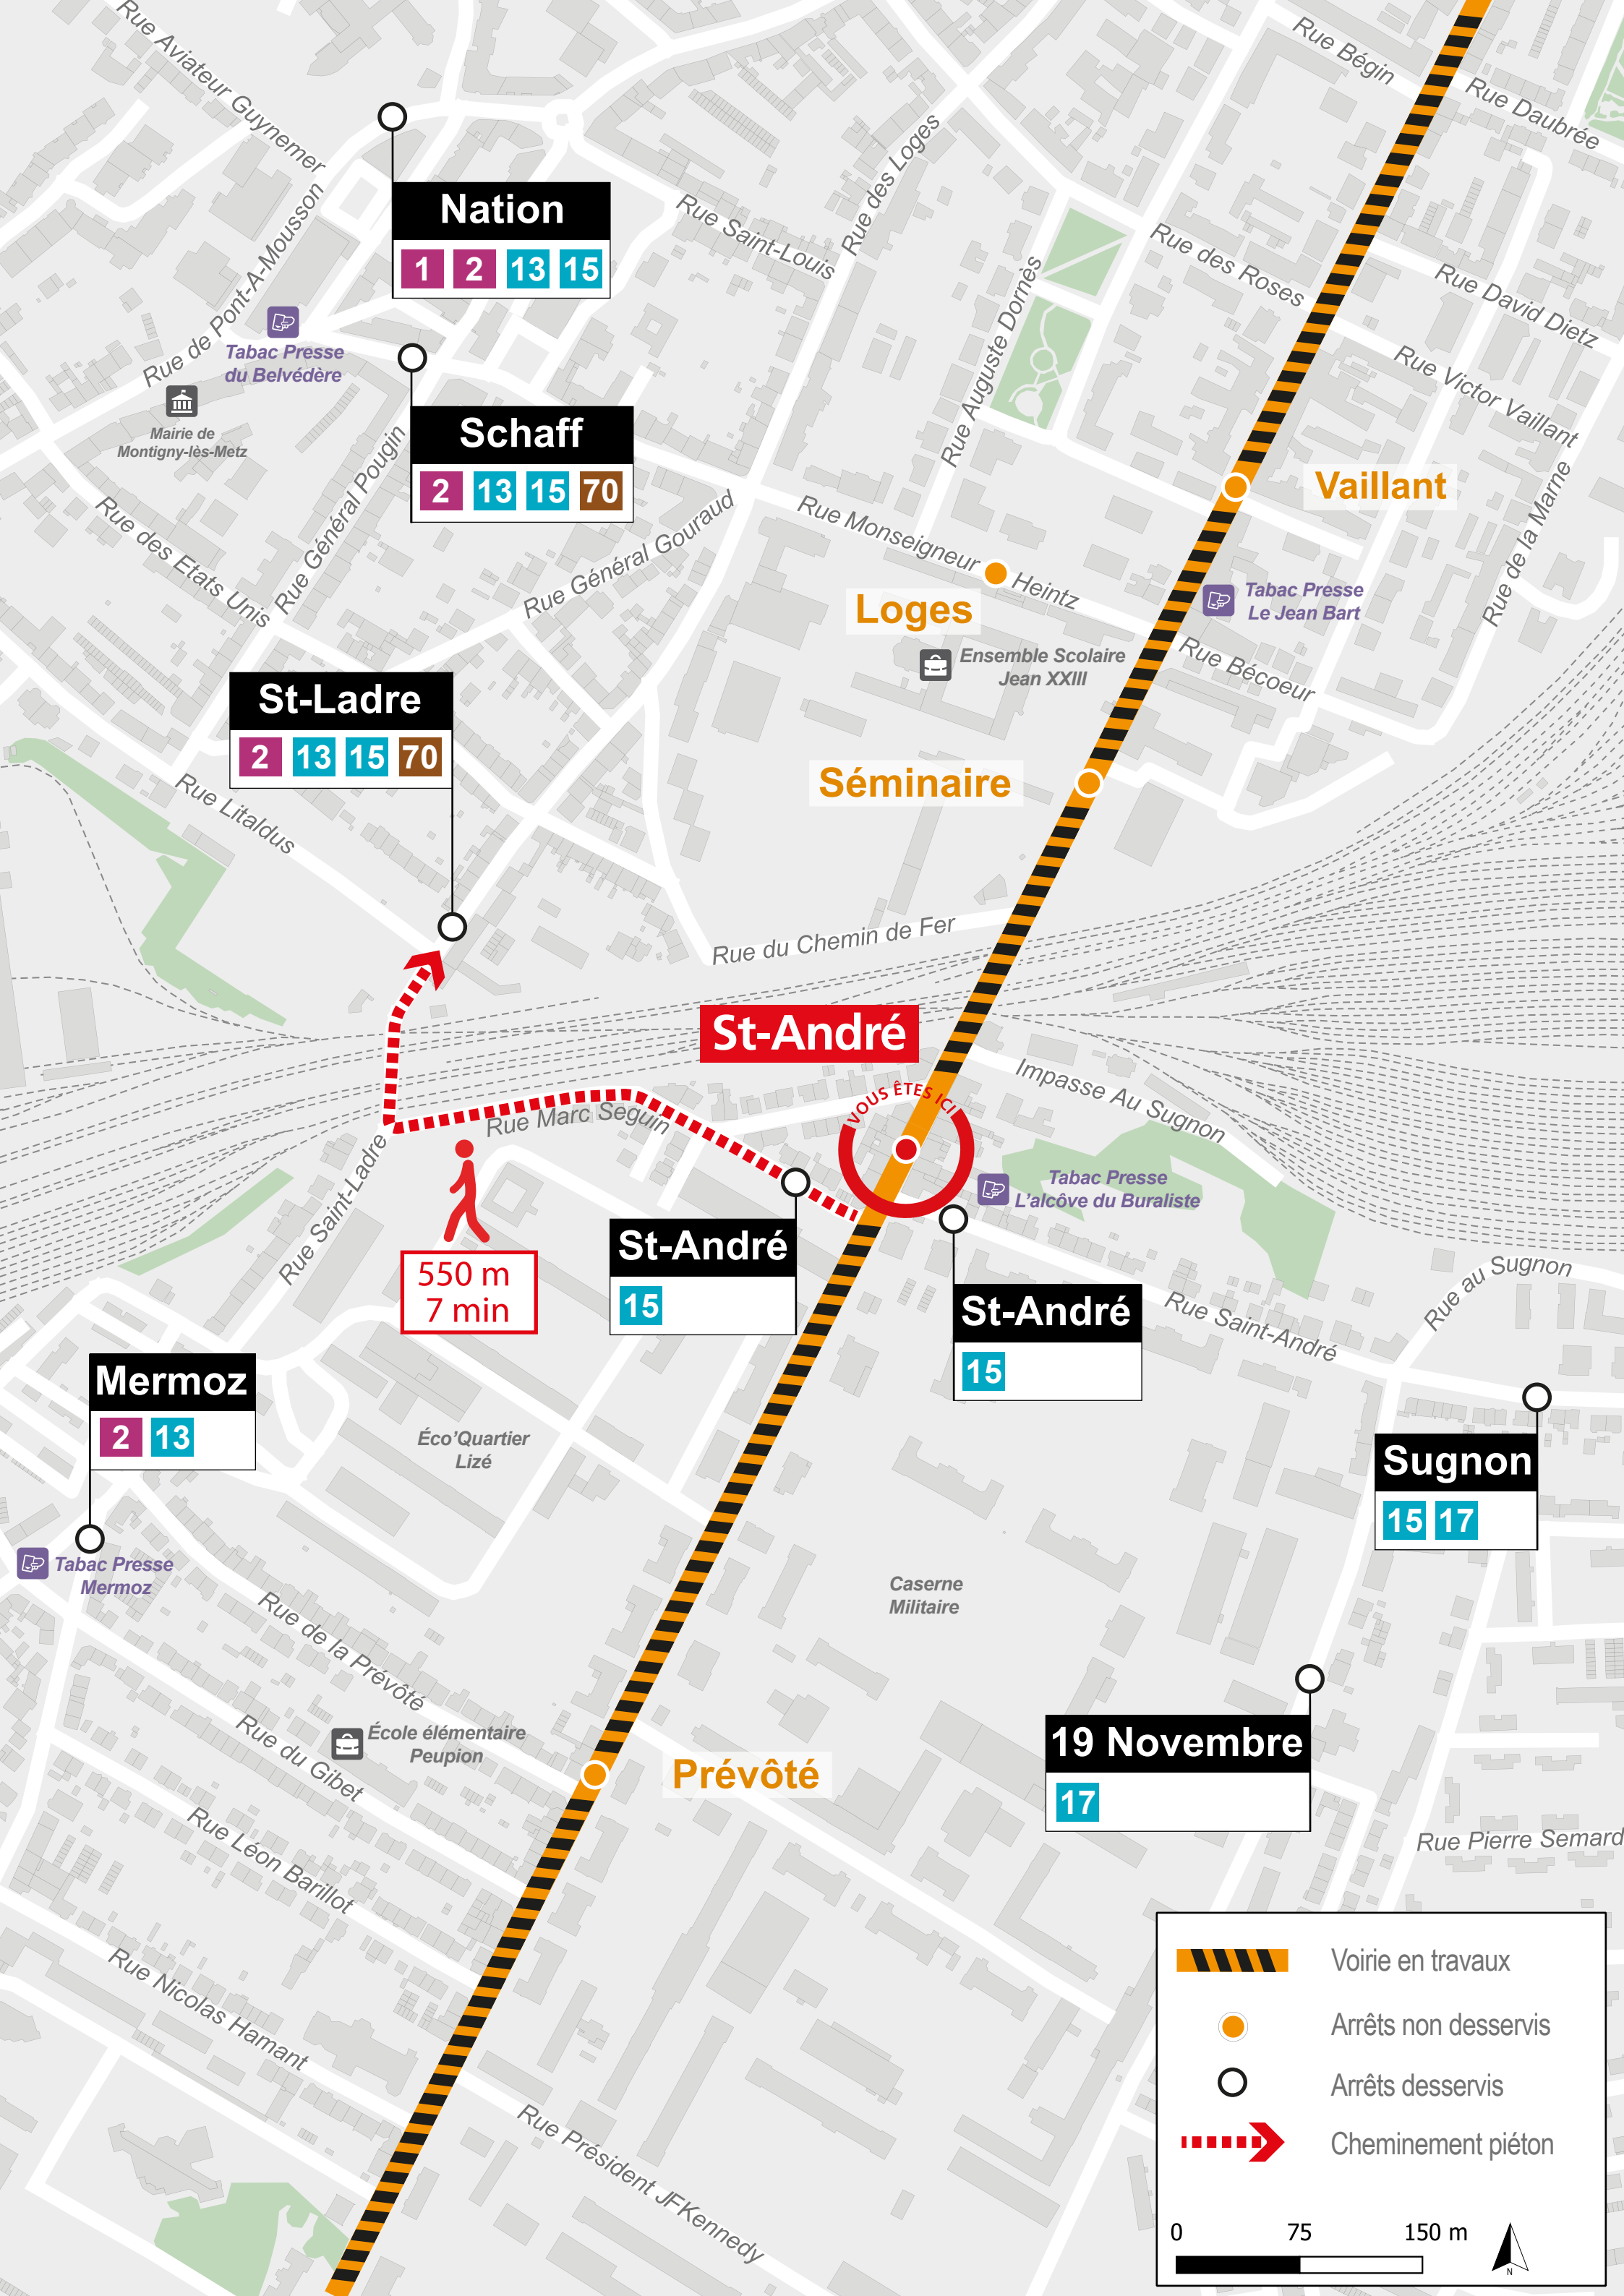 Rue Aviateur Guynemer
Rue Bégin
Rue Daubrée
Nation
1 2 13 15
Rue des Loges
Rue Saint-Louis
Rue de Pont-A-Mousson
Rue des Roses
Rue David Dietz
Rue Auguste Dornès
Tabac Presse
du Belvédère
Mairie de
Montigny-lès-Metz
Rue Victor Vaillant
Schaff
2 13 15 70
Rue Général Pougin
Vaillant
Rue des Etats Unis
Rue Général Gouraud
Rue Monseigneur Heintz
Rue de la Marne
Loges
Tabac Presse
Le Jean Bart
Ensemble Scolaire
Jean XXIII
Rue Bécoeur
St-Ladre
2 13 15 70
Séminaire
Rue Litaldus
Rue du Chemin de Fer
St-André
VOUS ÊTES ICI
Impasse Au Sugnon
Rue Marc Seguin
Rue Saint-Ladre
Tabac Presse
L'alcôve du Buraliste
550 m
7 min
St-André
15
St-André
15
Rue au Sugnon
Rue Saint-André
Mermoz
2 13
Éco'Quartier
Lizé
Sugnon
15 17
Tabac Presse
Mermoz
Caserne
Militaire
Rue de la Prévôté
École élémentaire
Peupion
Rue du Gibet
Prévôté
19 Novembre
17
Rue Léon Barillot
Rue Pierre Semard
Rue Nicolas Hamant
Rue Président JFKennedy
Voirie en travaux
Arrêts non desservis
Arrêts desservis
Cheminement piéton
0 75 150 m
N